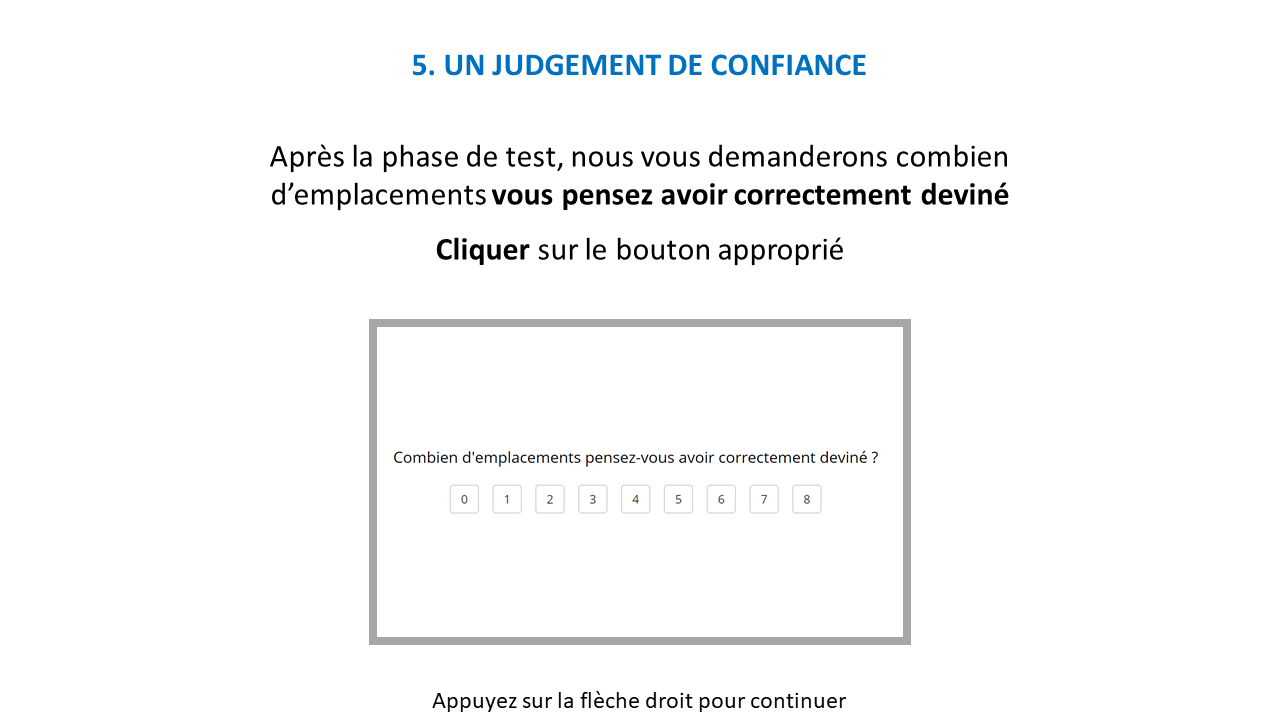 5. UN JUDGEMENT DE CONFIANCE
Après la phase de test, nous vous demanderons combien
d’emplacements vous pensez avoir correctement deviné
Cliquer sur le bouton approprié
Combien d'emplacements pensez-vous avoir correctement deviné ?
0 1 2 3 4 5 6 7 8
Appuyez sur la flèche droit pour continuer